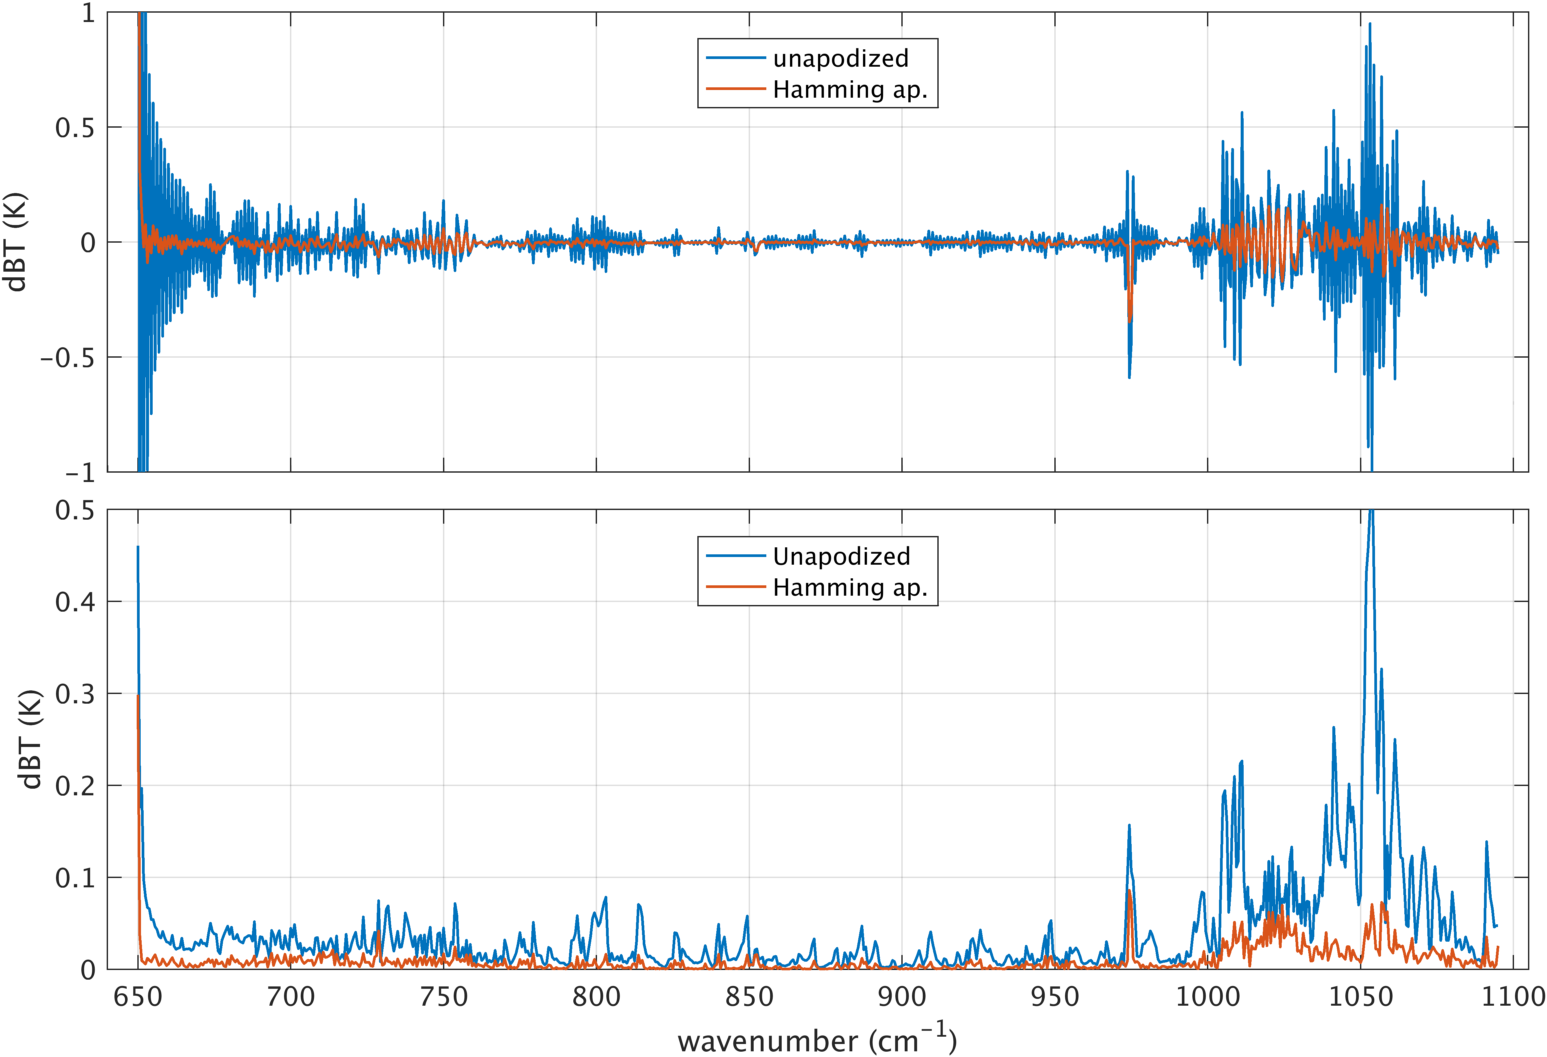 1
0.5
0
−0.5
−1
dBT (K)
unapodized
Hamming ap.
0.5
0.4
0.3
0.2
0.1
0
dBT (K)
Unapodized
Hamming ap.
650 700 750 800 850 900 950 1000 1050 1100
wavenumber (cm⁻¹)